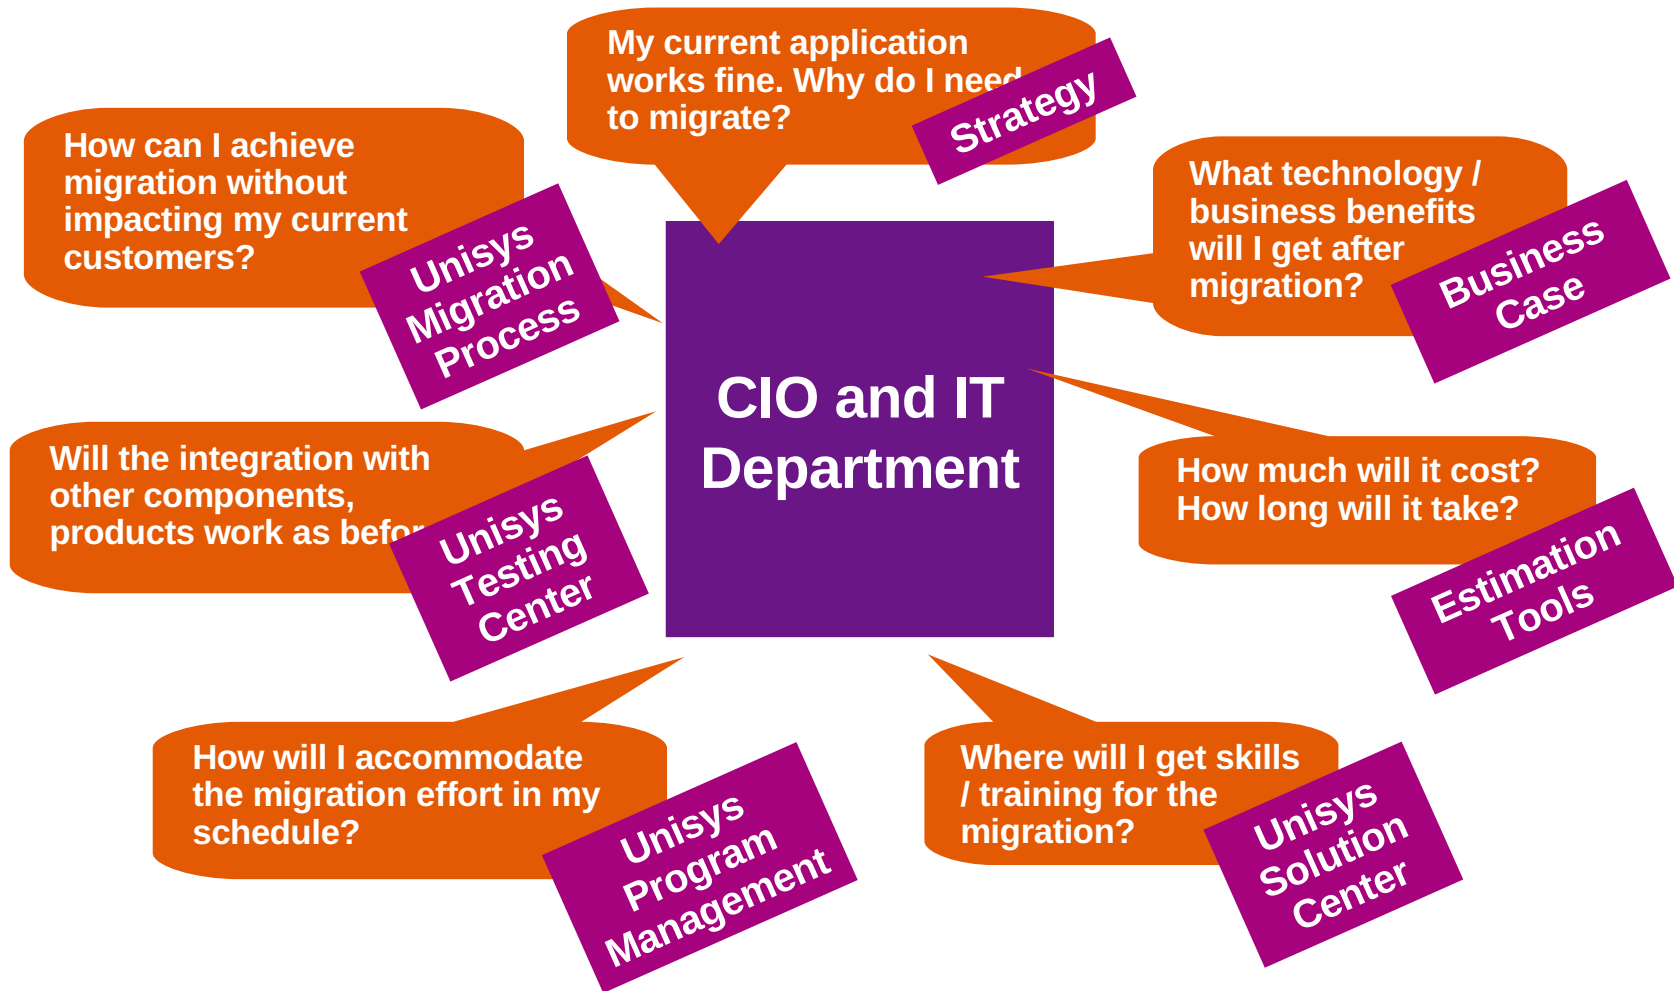 My current application
works fine. Why do I need
to migrate?
Strategy
How can I achieve
migration without
impacting my current
customers?
Unisys
Migration
Process
What technology /
business benefits
will I get after
migration?
Business
Case
CIO and IT
Department
Will the integration with
other components,
products work as befor
Unisys
Testing
Center
How much will it cost?
How long will it take?
Estimation
Tools
How will I accommodate
the migration effort in my
schedule?
Unisys
Program
Management
Where will I get skills
/ training for the
migration?
Unisys
Solution
Center